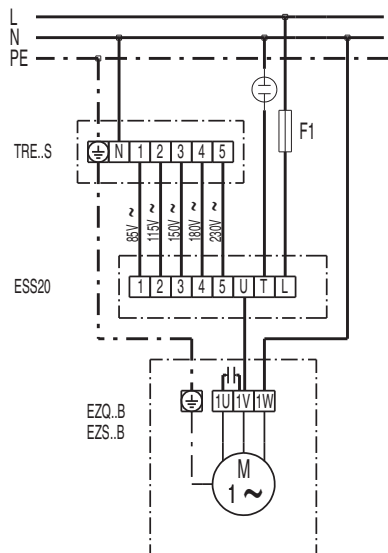 L
N
PE
F1
TRE..S
N 1 2 3 4 5
85V ~
115V ~
150V ~
180V ~
230V ~
ESS20
1 2 3 4 5 U T L
EZQ..B
EZS..B
1U 1V 1W
M
1 ~